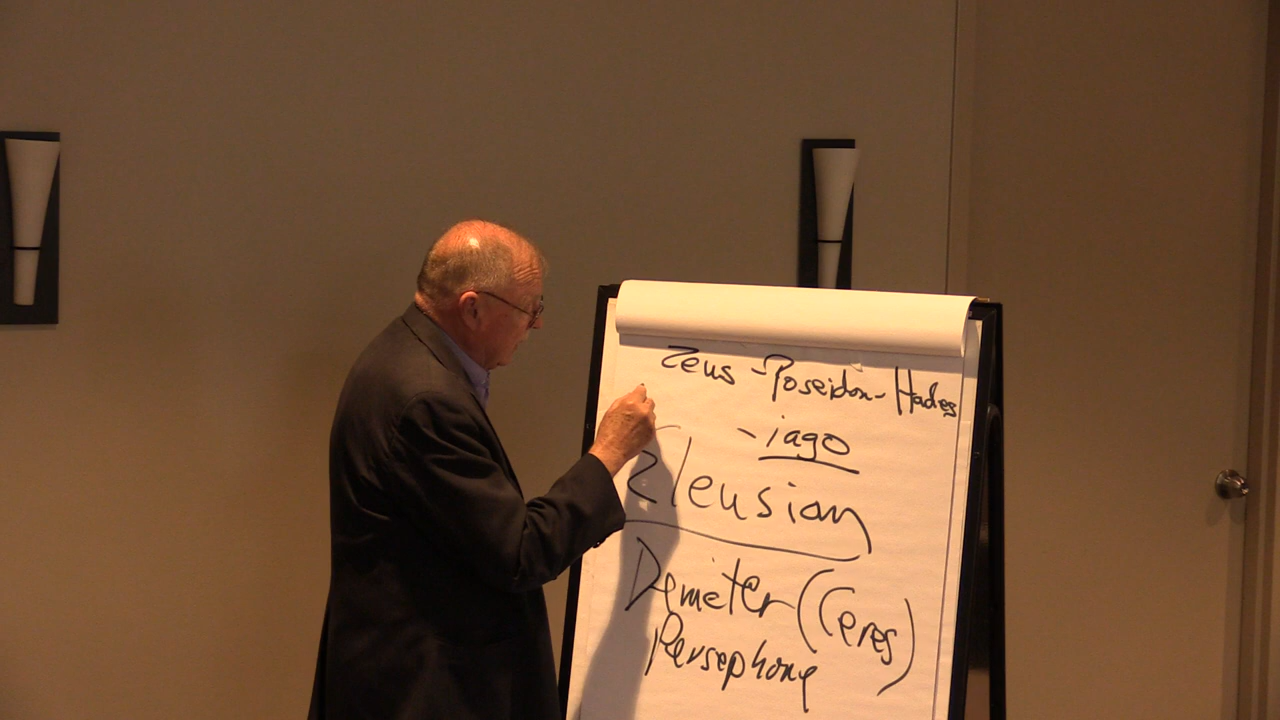 Zeus - Poseidon - Hades
- iago
Eleusian
Demeter (Ceres)
Persephone